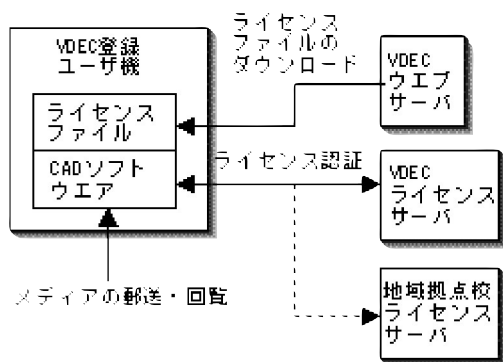 VDEC登録
ユーザ機
ライセンス
ファイル
CADソフト
ウエア
ライセンス
ファイルの
ダウンロード
VDEC
ウエブ
サーバ
ライセンス認証
VDEC
ライセンス
サーバ
メディアの郵送・回覧
地域拠点校
ライセンス
サーバ